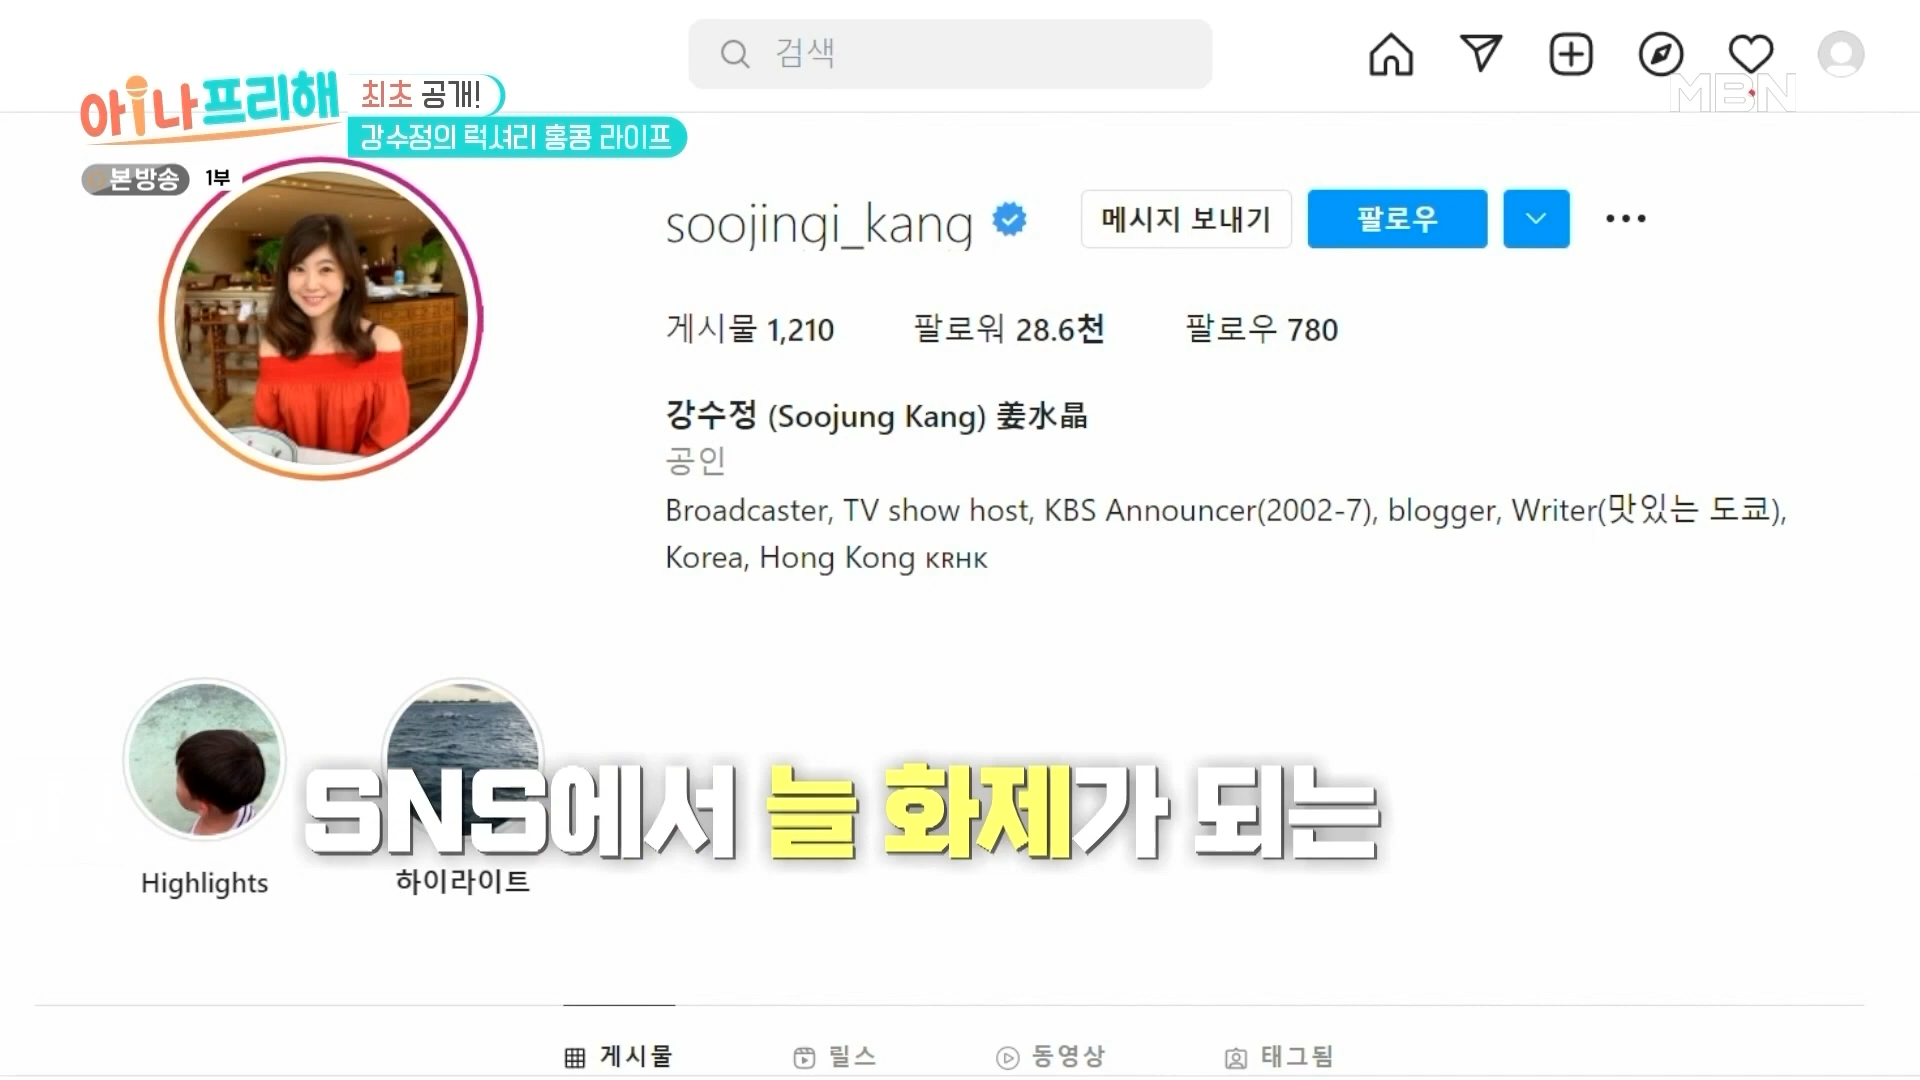 검색
MBN
아나프리해
최초 공개!
강수정의 럭셔리 홍콩 라이프
본방송 1부
soojingi_kang 메시지 보내기 팔로우
게시물 1,210 팔로워 28.6천 팔로우 780
강수정 (Soojung Kang) 姜水晶
공인
Broadcaster, TV show host, KBS Announcer(2002-7), blogger, Writer(맛있는 도쿄),
Korea, Hong Kong KRHK
SNS에서 늘 화제가 되는
Highlights 하이라이트
게시물 릴스 동영상 태그됨